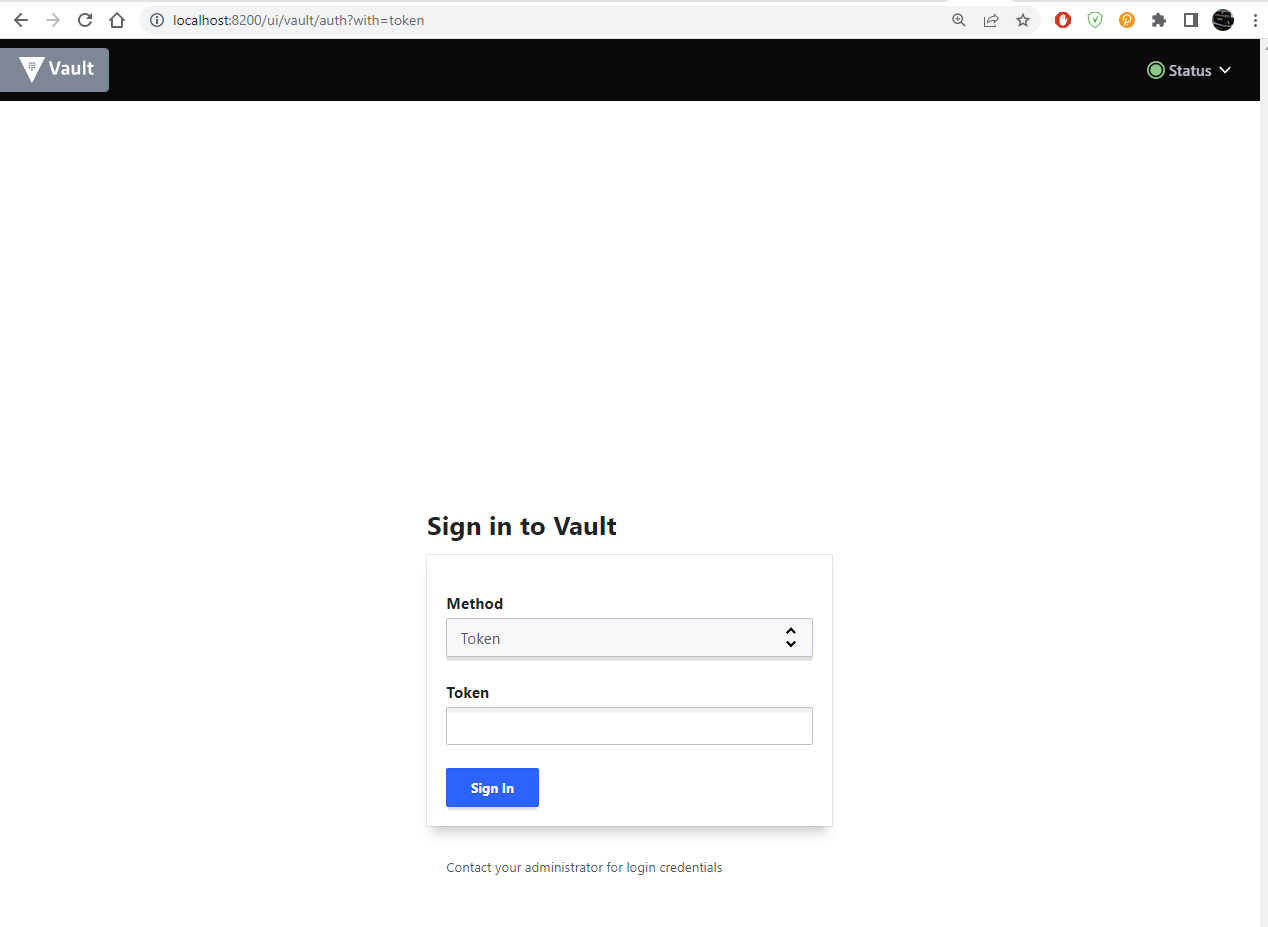 localhost:8200/ui/vault/auth?with=token
Vault
Status
Sign in to Vault
Method
Token
Token
Sign In
Contact your administrator for login credentials